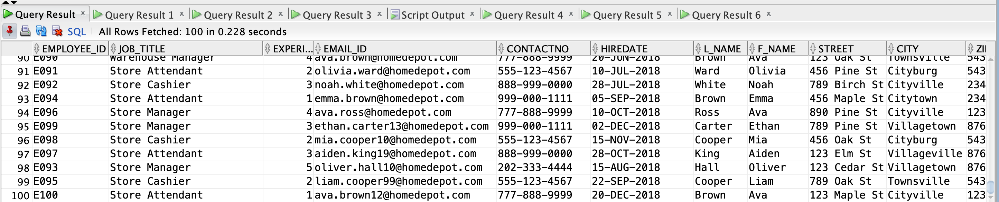 Query Result x Query Result 1 x Query Result 2 x Query Result 3 x Script Output x Query Result 4 x Query Result 5 x Query Result 6 x
SQL All Rows Fetched: 100 in 0.228 seconds
EMPLOYEE_ID JOB_TITLE EXPERI... EMAIL_ID CONTACTNO HIREDATE L_NAME F_NAME STREET CITY ZI
90 E090 Warehouse Manager 4 ava.brown@homedepot.com 777-888-9999 20-JUN-2018 Brown Ava 123 Oak St Townsville 543
91 E091 Store Attendant 2 olivia.ward@homedepot.com 555-123-4567 10-JUL-2018 Ward Olivia 456 Pine St Cityburg 543
92 E092 Store Cashier 3 noah.white@homedepot.com 888-999-0000 28-JUL-2018 White Noah 789 Birch St Cityville 234
93 E094 Store Attendant 1 emma.brown@homedepot.com 999-000-1111 05-SEP-2018 Brown Emma 456 Maple St Citytown 234
94 E096 Store Manager 4 ava.ross@homedepot.com 777-888-9999 10-OCT-2018 Ross Ava 890 Pine St Cityville 123
95 E099 Store Manager 3 ethan.carter13@homedepot.com 999-000-1111 02-DEC-2018 Carter Ethan 789 Pine St Villagetown 876
96 E098 Store Cashier 2 mia.cooper10@homedepot.com 555-123-4567 15-NOV-2018 Cooper Mia 456 Oak St Cityburg 543
97 E097 Store Attendant 3 aiden.king19@homedepot.com 888-999-0000 28-OCT-2018 King Aiden 123 Elm St Villageville 876
98 E093 Store Manager 5 oliver.hall10@homedepot.com 202-333-4444 15-AUG-2018 Hall Oliver 123 Cedar St Villagetown 876
99 E095 Store Cashier 2 liam.cooper99@homedepot.com 555-123-4567 22-SEP-2018 Cooper Liam 789 Oak St Townsville 543
100 E100 Store Attendant 1 ava.brown12@homedepot.com 777-888-9999 20-DEC-2018 Brown Ava 123 Maple St Cityville 123